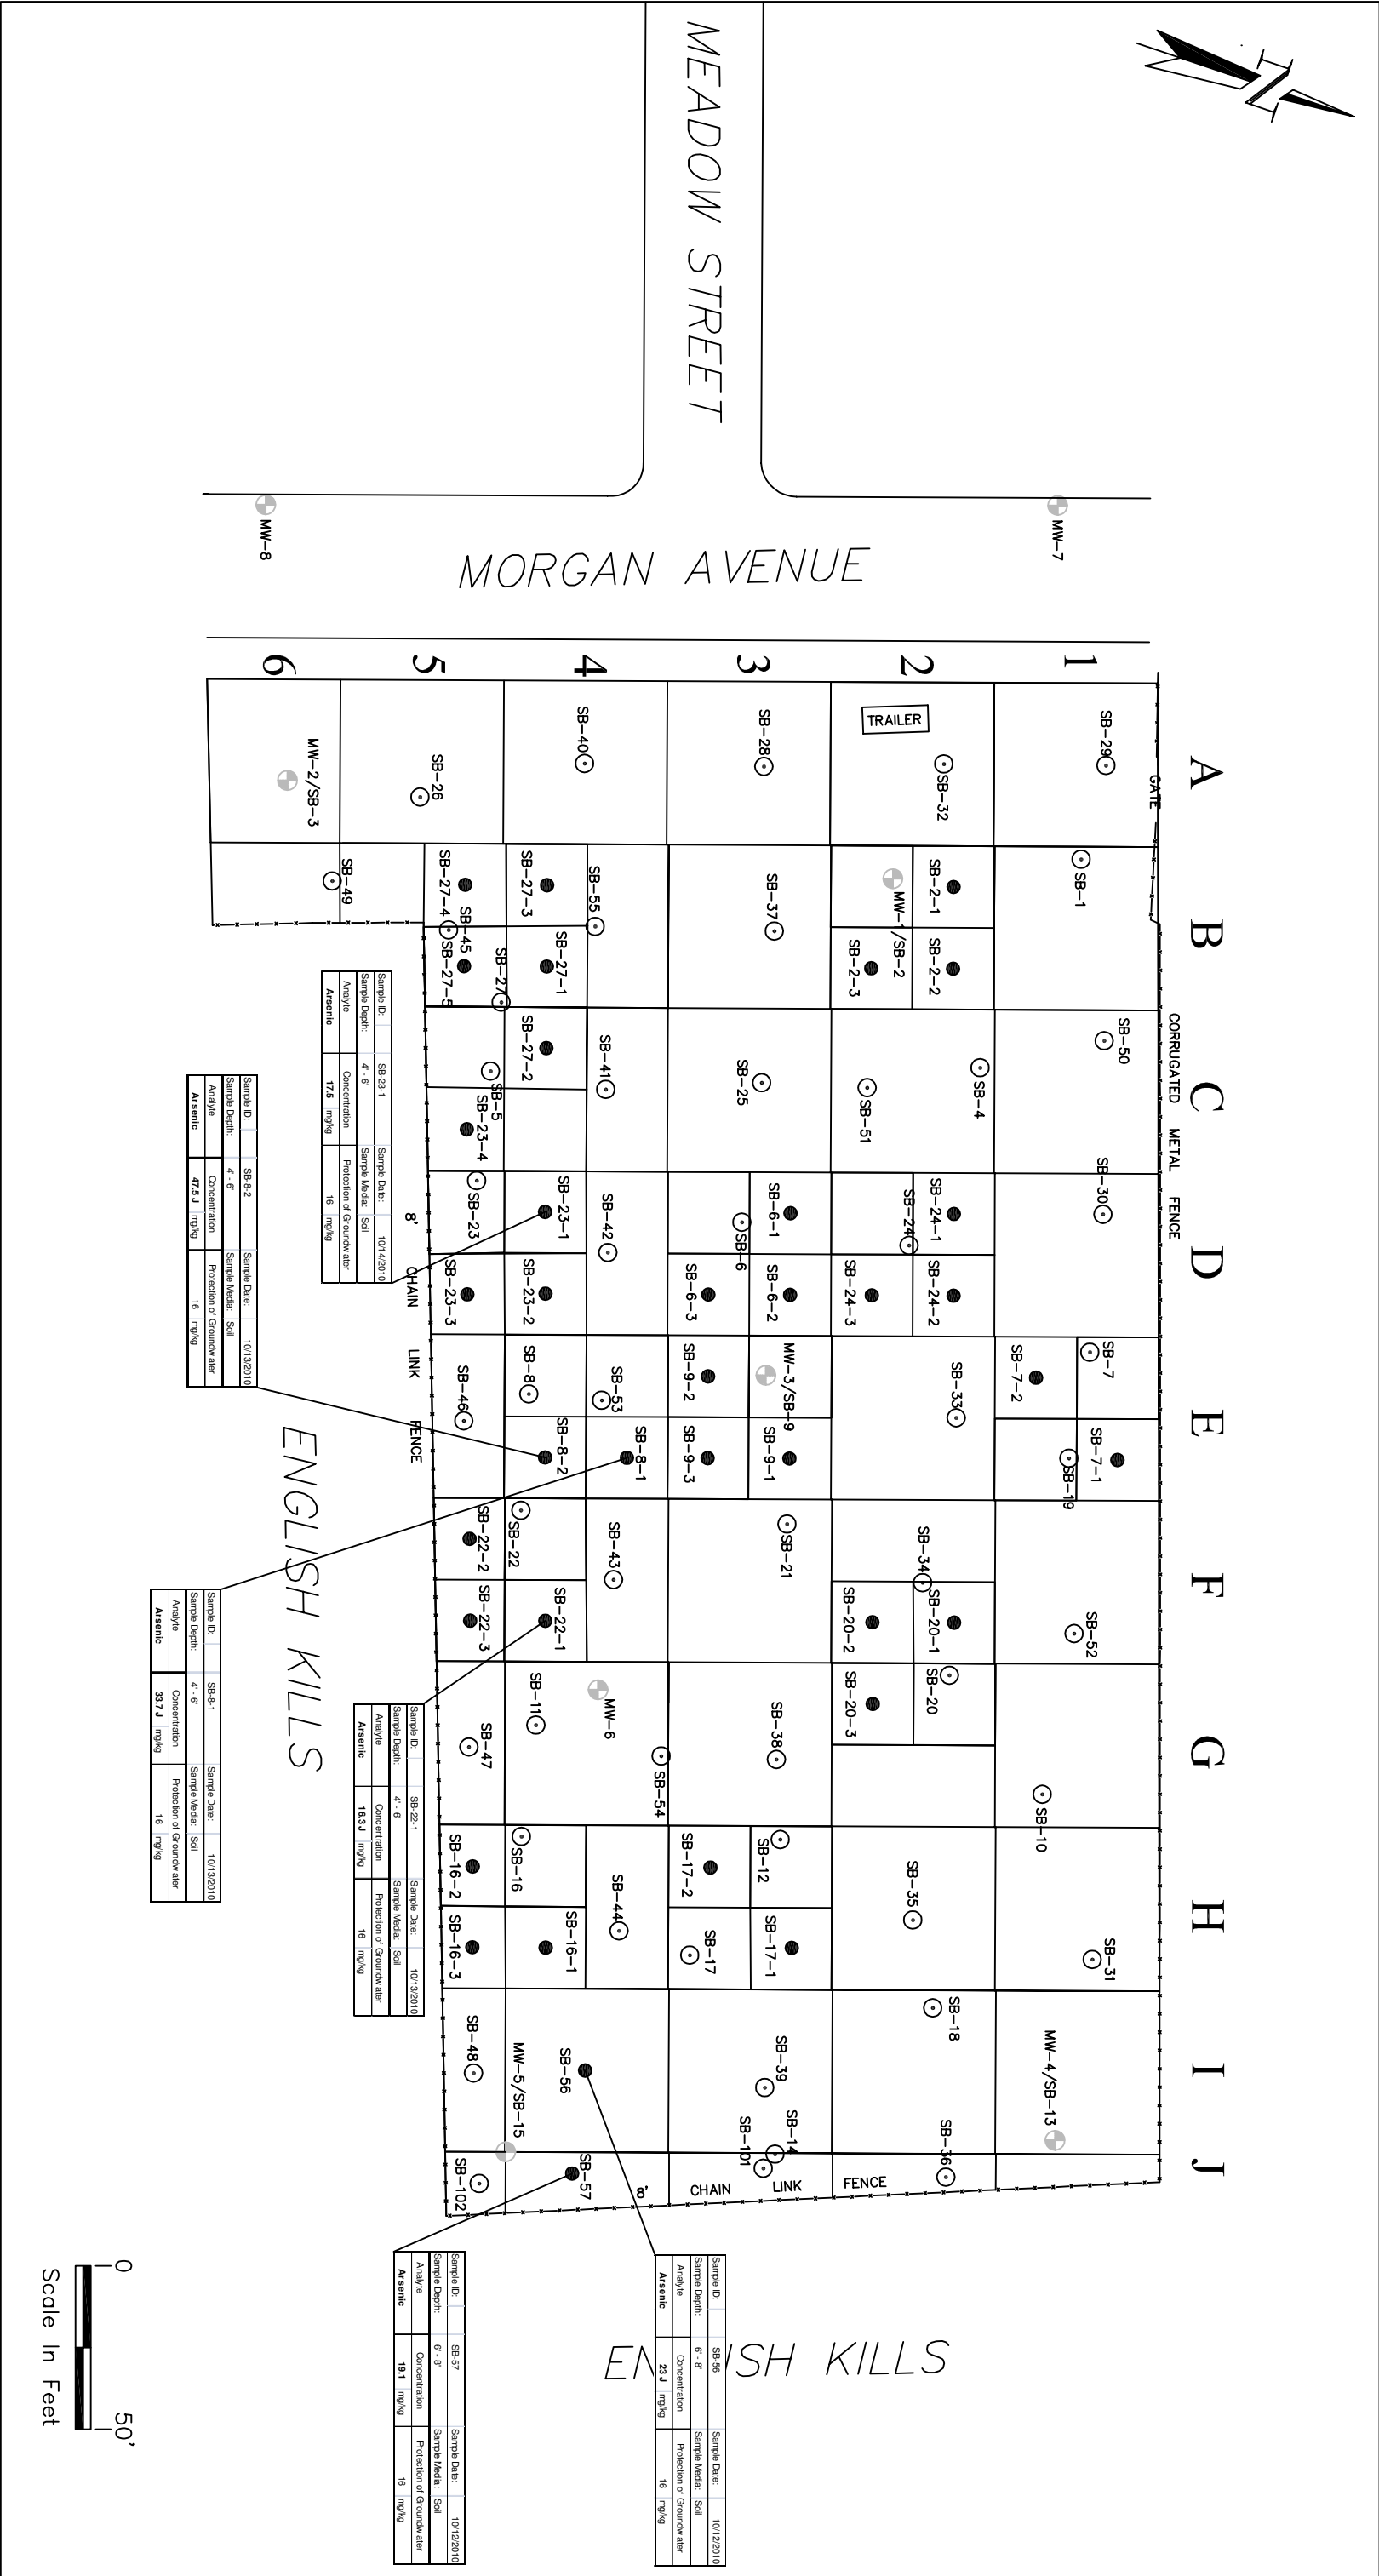 MEADOW STREET
MORGAN AVENUE
MW-7
MW-8
1
2
3
4
5
6
A
B
C
D
E
F
G
H
I
J
GATE
CORRUGATED METAL FENCE
TRAILER
SB-29
SB-32
SB-28
SB-40
SB-26
MW-2/SB-3
SB-1
SB-2-1
SB-2-2
SB-2-3
MW-1/SB-2
SB-37
SB-55
SB-27-3
SB-27-1
SB-27-4
SB-45
SB-27-5
SB-27
SB-49
SB-50
SB-4
SB-51
SB-25
SB-41
SB-27-2
SB-5
SB-23-4
SB-30
SB-24-1
SB-24
SB-24-2
SB-24-3
SB-6-1
SB-6
SB-6-2
SB-6-3
SB-42
SB-23-1
SB-23
SB-23-2
SB-23-3
SB-7
SB-7-2
SB-7-1
SB-19
SB-33
MW-3/SB-9
SB-9-2
SB-9-1
SB-9-3
SB-53
SB-8
SB-8-1
SB-8-2
SB-46
SB-52
SB-34
SB-20-1
SB-20-2
SB-21
SB-43
SB-22
SB-22-2
SB-22-1
SB-22-3
SB-10
SB-20
SB-20-3
SB-38
SB-54
MW-6
SB-11
SB-47
SB-31
SB-35
SB-12
SB-17-2
SB-17-1
SB-17
SB-44
SB-16
SB-16-2
SB-16-1
SB-16-3
MW-4/SB-13
SB-18
SB-36
SB-39
SB-14
SB-101
SB-56
MW-5/SB-15
SB-48
SB-57
SB-102
8' CHAIN LINK FENCE
8' CHAIN LINK FENCE
ENGLISH KILLS
EN ISH KILLS
Sample ID: SB-23-1 Sample Date: 10/14/2010
Sample Depth: 4' - 6' Sample Media: Soil
Analyte Concentration Protection of Groundwater
Arsenic 17.5 mg/kg 16 mg/kg
Sample ID: SB-8-2 Sample Date: 10/13/2010
Sample Depth: 4' - 6' Sample Media: Soil
Analyte Concentration Protection of Groundwater
Arsenic 47.5 J mg/kg 16 mg/kg
Sample ID: SB-8-1 Sample Date: 10/13/2010
Sample Depth: 4' - 6' Sample Media: Soil
Analyte Concentration Protection of Groundwater
Arsenic 33.7 J mg/kg 16 mg/kg
Sample ID: SB-22-1 Sample Date: 10/13/2010
Sample Depth: 4' - 6' Sample Media: Soil
Analyte Concentration Protection of Groundwater
Arsenic 16.3 J mg/kg 16 mg/kg
Sample ID: SB-57 Sample Date: 10/12/2010
Sample Depth: 6' - 8' Sample Media: Soil
Analyte Concentration Protection of Groundwater
Arsenic 19.1 mg/kg 16 mg/kg
Sample ID: SB-56 Sample Date: 10/12/2010
Sample Depth: 6' - 8' Sample Media: Soil
Analyte Concentration Protection of Groundwater
Arsenic 23 J mg/kg 16 mg/kg
0 50'
Scale In Feet